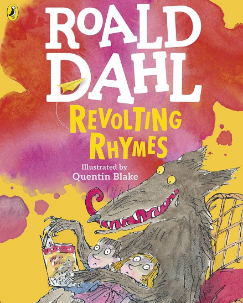 ROALD
DAHL
REVOLTING
RHYMES
Illustrated by
Quentin Blake